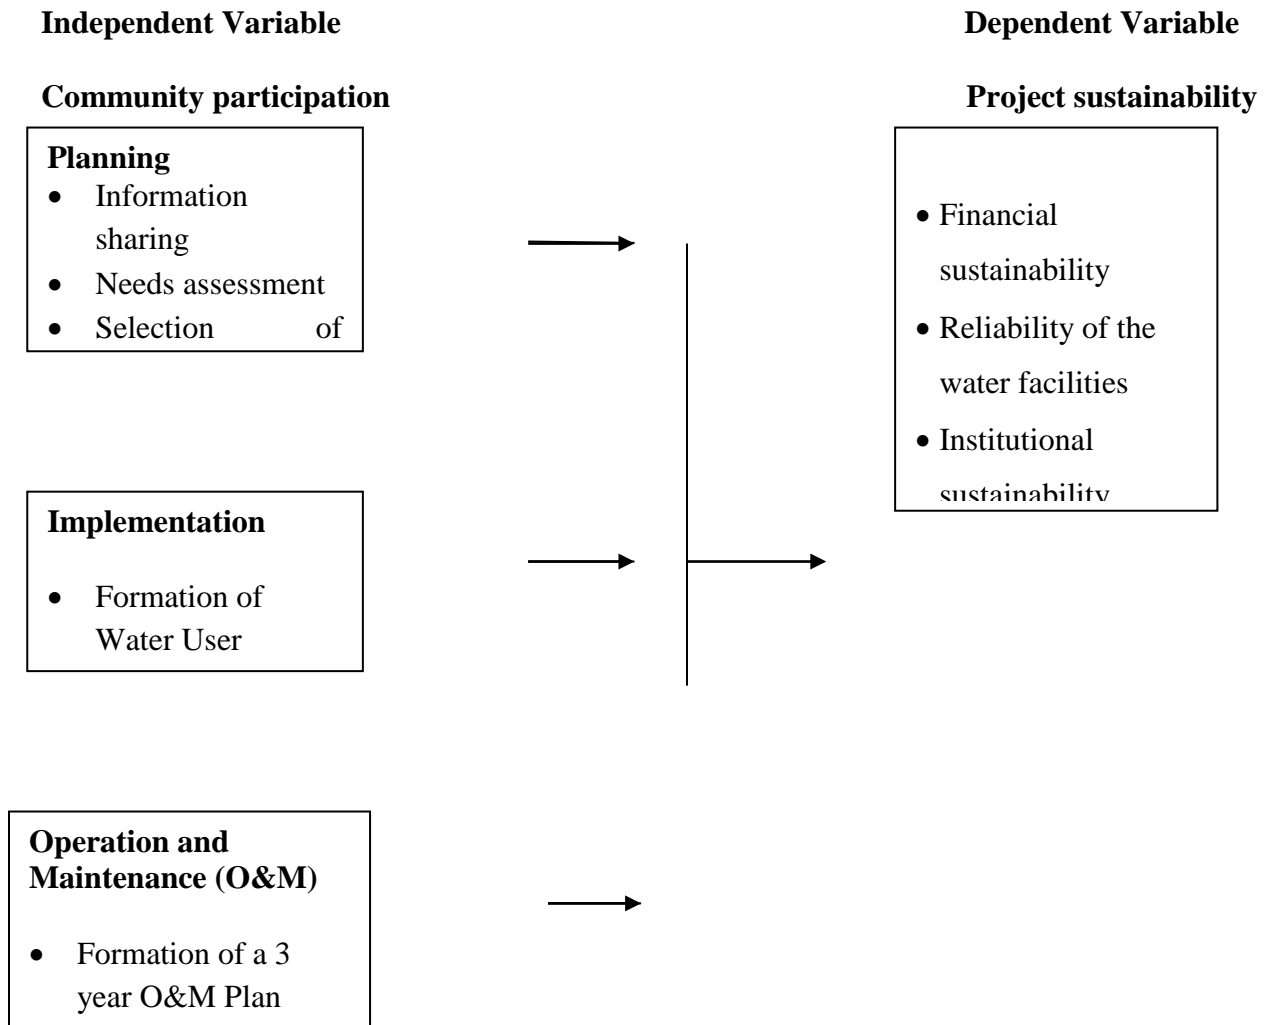 Independent Variable
Dependent Variable
Community participation
Project sustainability
Planning
• Information
sharing
• Needs assessment
• Selection of
Implementation
• Formation of
Water User
Operation and
Maintenance (O&M)
• Formation of a 3
year O&M Plan
• Financial
sustainability
• Reliability of the
water facilities
• Institutional
sustainability